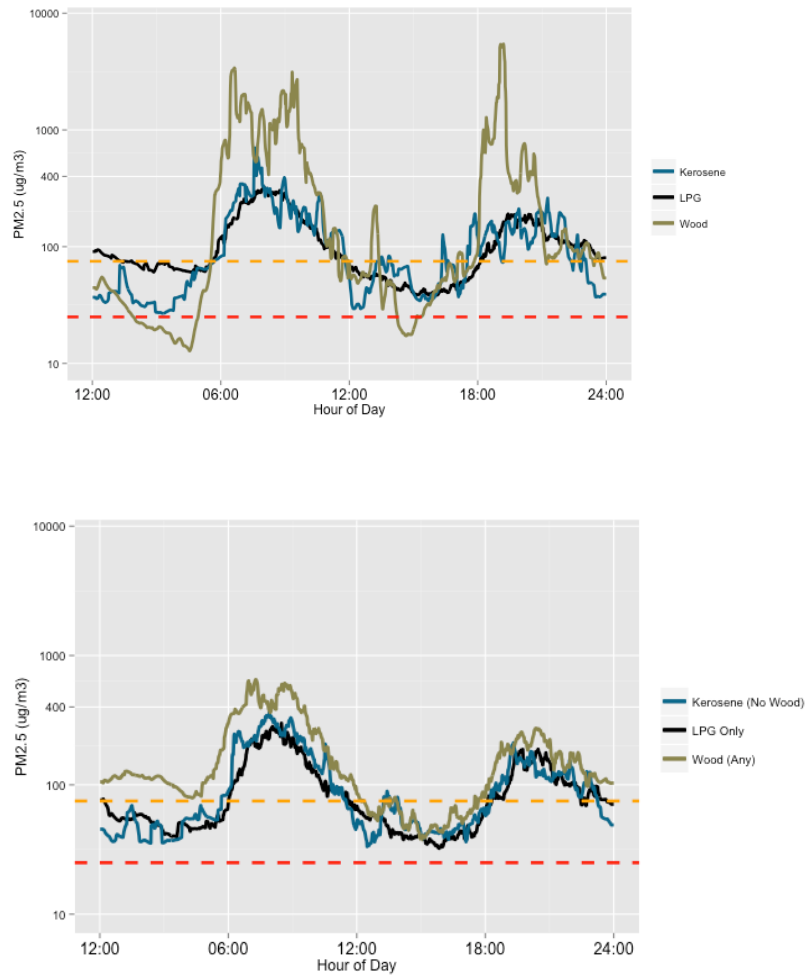 10000
1000
400
100
10
PM2.5 (ug/m3)
12:00 06:00 12:00 18:00 24:00
Hour of Day
Kerosene
LPG
Wood
10000
1000
400
100
10
PM2.5 (ug/m3)
12:00 06:00 12:00 18:00 24:00
Hour of Day
Kerosene (No Wood)
LPG Only
Wood (Any)